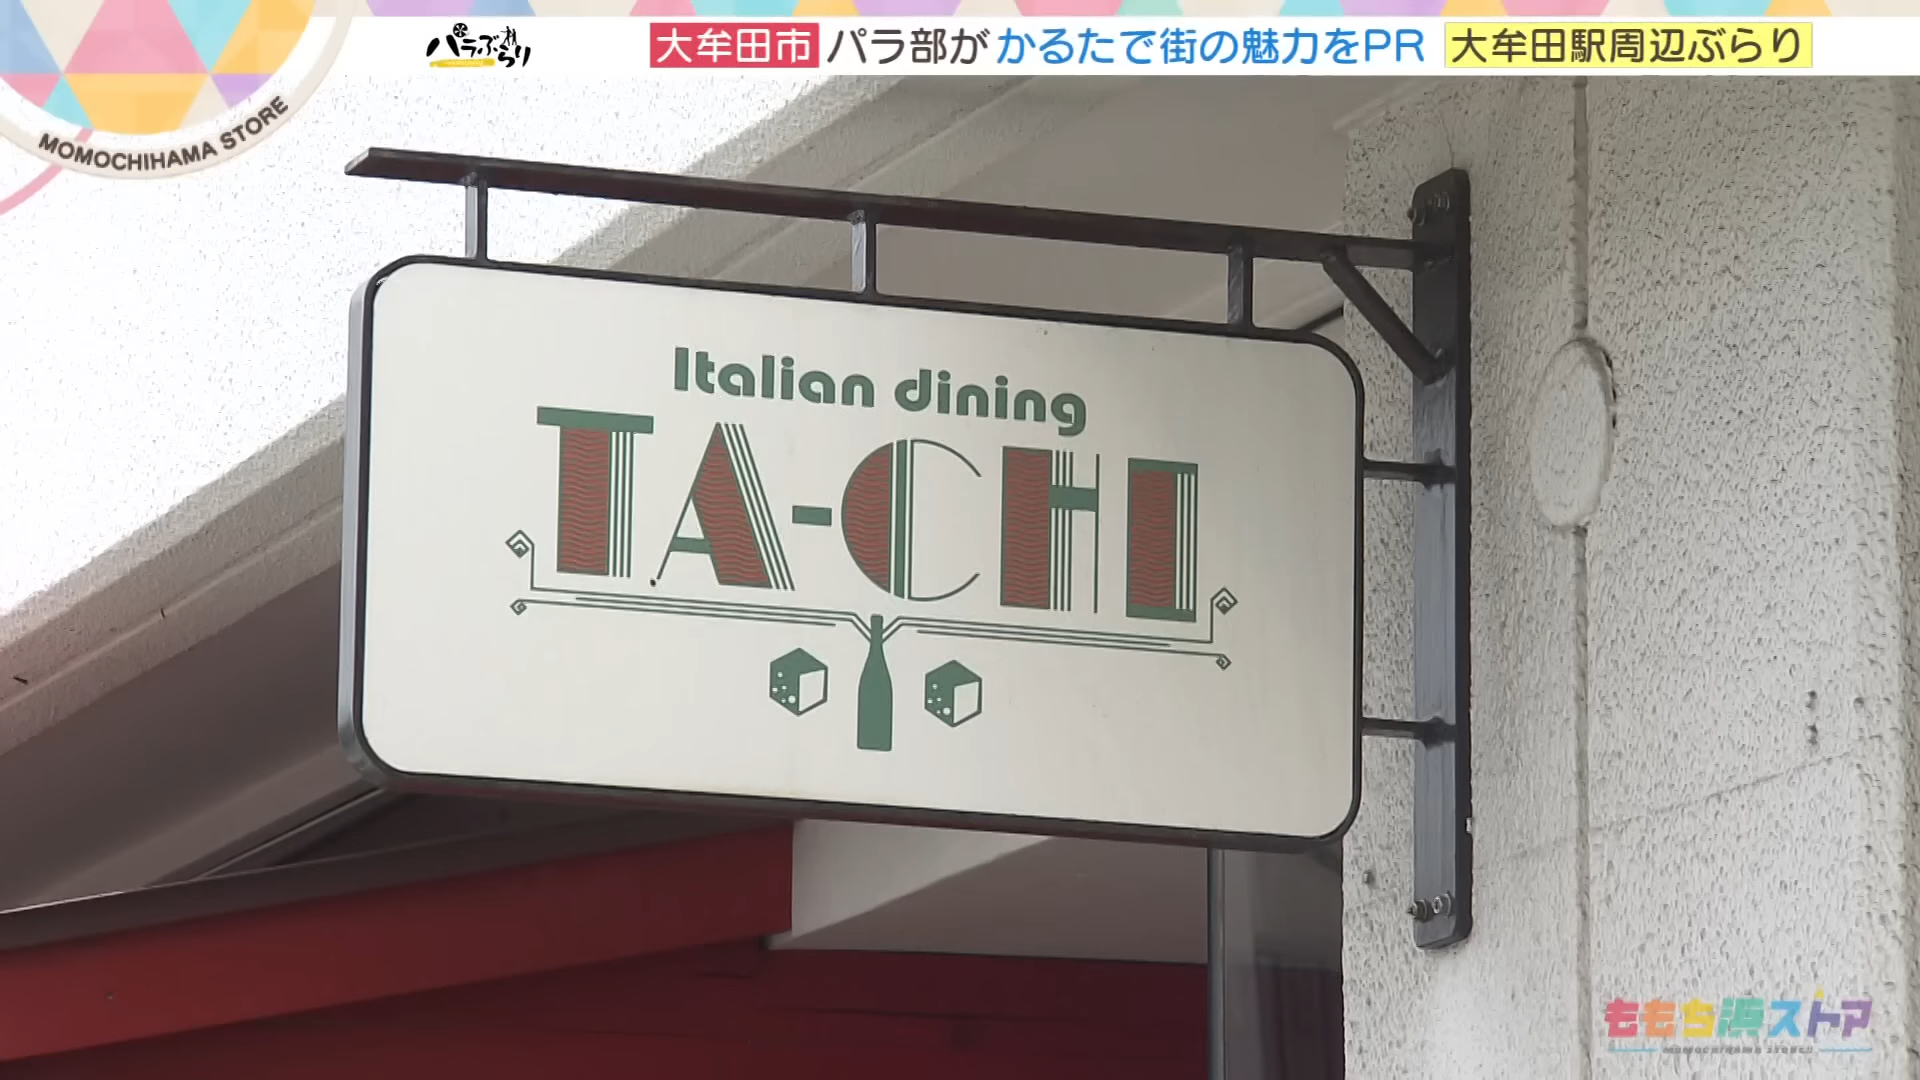 パラぶらり
大牟田市 パラ部が かるたで街の魅力をPR 大牟田駅周辺ぶらり
MOMOCHIHAMA STORE
Italian dining
TA-CHI
ももち浜ストア
MOMOCHIHAMA STORE